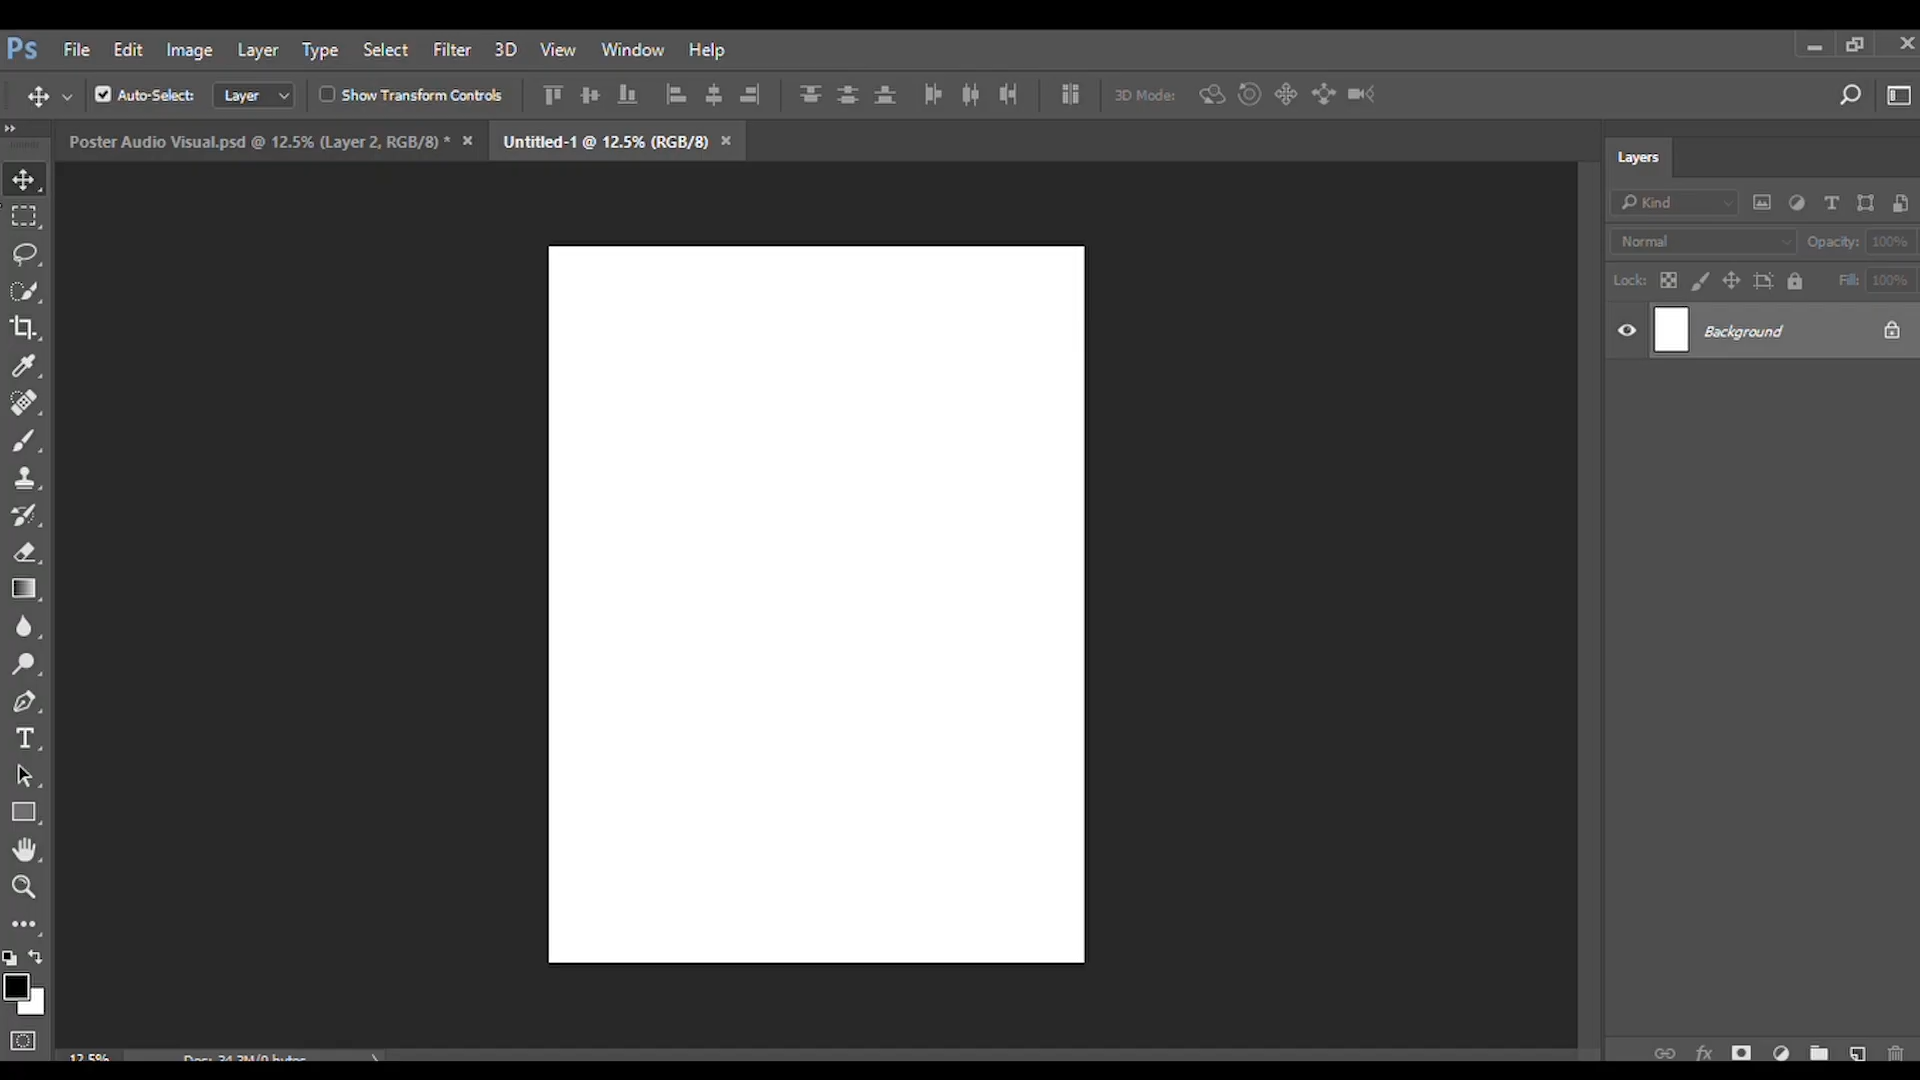 Ps File Edit Image Layer Type Select Filter 3D View Window Help
Auto-Select: Layer Show Transform Controls 3D Mode:
Poster Audio Visual.psd @ 12.5% (Layer 2, RGB/8) * Untitled-1 @ 12.5% (RGB/8)
Layers
Kind
Normal Opacity: 100%
Lock: Fill: 100%
Background
12.5% Doc: 34.3M/0 bytes